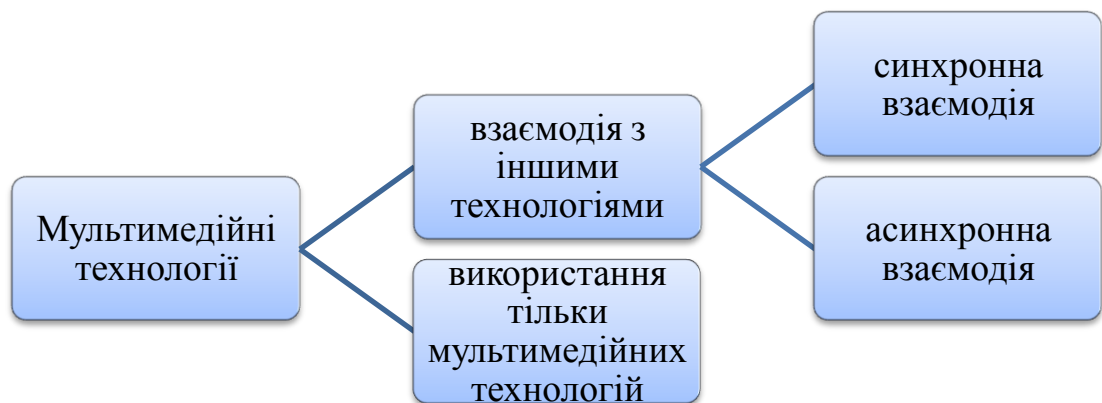 Мультимедійні
технології
взаємодія з
іншими
технологіями
використання
тільки
мультимедійних
технологій
синхронна
взаємодія
асинхронна
взаємодія